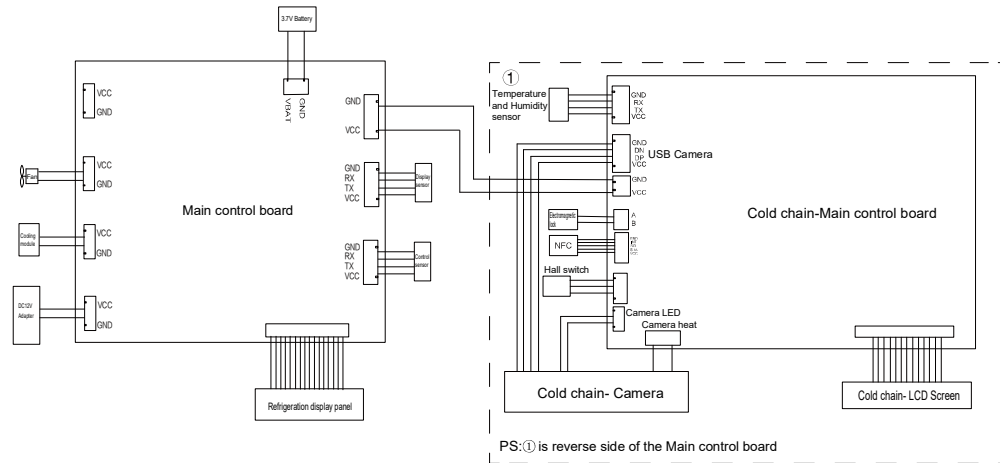 3.7V Battery
VBAT
GND
VCC
GND
Fan
VCC
GND
Cooling
module
VCC
GND
DC12V
Adapter
VCC
GND
Main control board
GND
VCC
GND
RX
TX
VCC
Display
sensor
GND
RX
TX
VCC
Control
sensor
Refrigeration display panel
①
Temperature
and Humidity
sensor
GND
RX
TX
VCC
GND
DN
DP
VCC
USB Camera
GND
VCC
Electromagnetic
lock
A
B
NFC
Hall switch
Camera LED
Camera heat
Cold chain-Main control board
Cold chain- Camera
Cold chain- LCD Screen
PS:① is reverse side of the Main control board